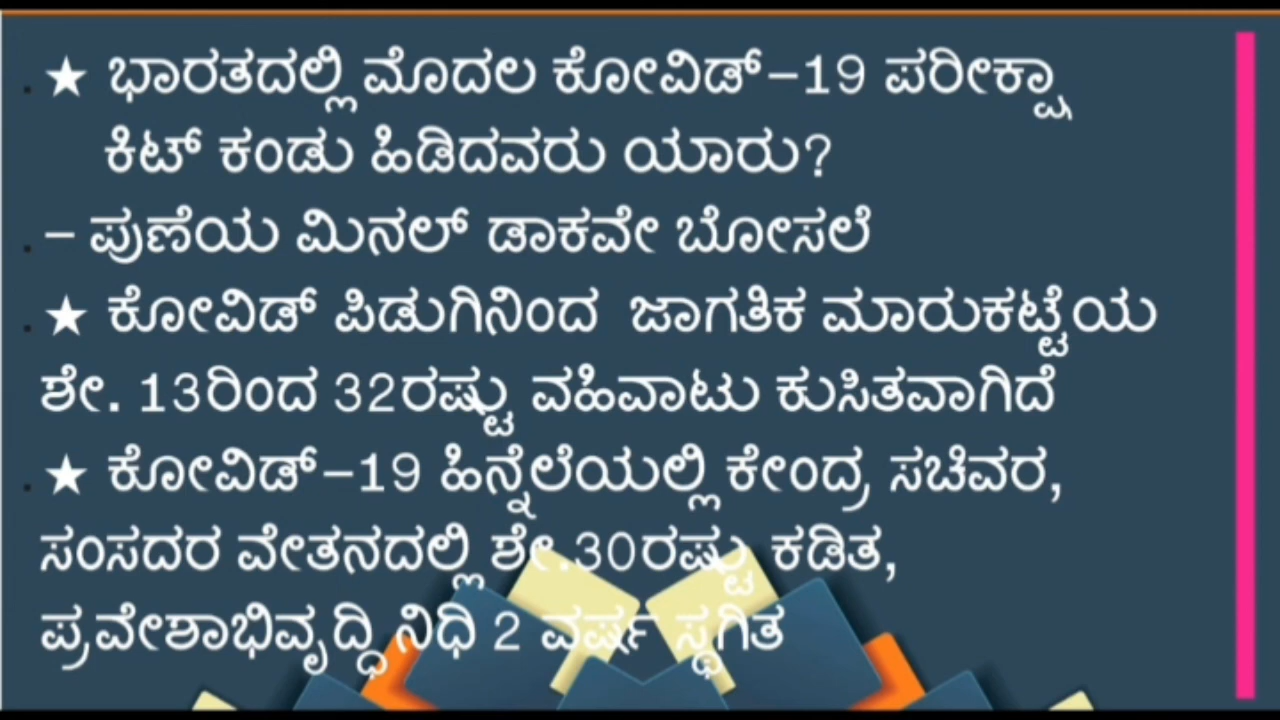 . ★ ಭಾರತದಲ್ಲಿ ಮೊದಲ ಕೋವಿಡ್-19 ಪರೀಕ್ಷಾ
ಕಿಟ್ ಕಂಡು ಹಿಡಿದವರು ಯಾರು?
. - ಪುಣೆಯ ಮಿನಲ್ ಡಾಕವೇ ಬೋಸಲೆ
. ★ ಕೋವಿಡ್ ಪಿಡುಗಿನಿಂದ ಜಾಗತಿಕ ಮಾರುಕಟ್ಟೆಯ
ಶೇ. 13ರಿಂದ 32ರಷ್ಟು ವಹಿವಾಟು ಕುಸಿತವಾಗಿದೆ
. ★ ಕೋವಿಡ್-19 ಹಿನ್ನೆಲೆಯಲ್ಲಿ ಕೇಂದ್ರ ಸಚಿವರ,
ಸಂಸದರ ವೇತನದಲ್ಲಿ ಶೇ.30ರಷ್ಟು ಕಡಿತ,
ಪ್ರವೇಶಾಭಿವೃದ್ಧಿ ನಿಧಿ 2 ವರ್ಷ ಸ್ಥಗಿತ